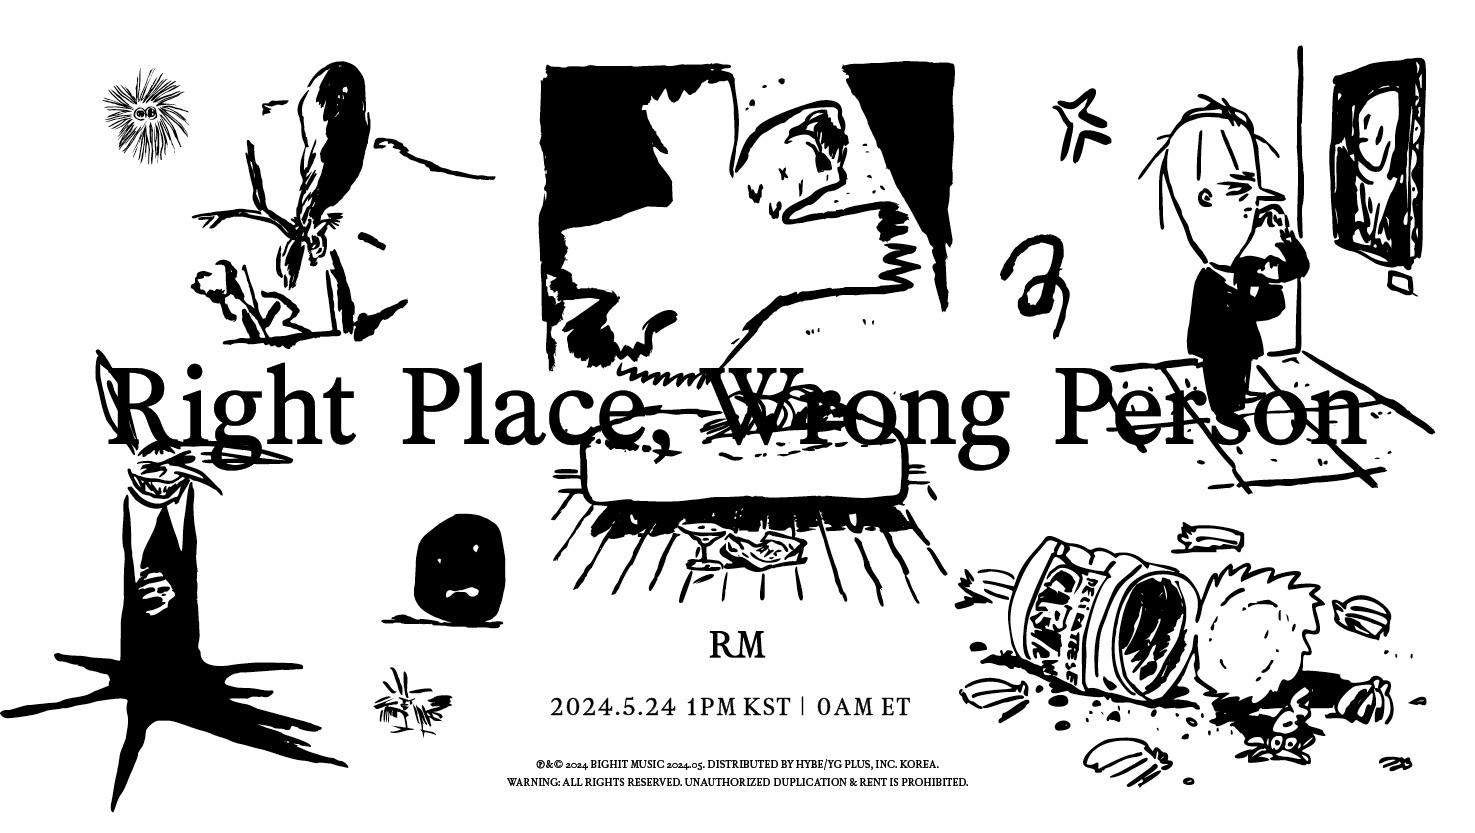 Right Place, Wrong Person
DELICATESSE
RM
2024.5.24 1PM KST | 0AM ET
℗&© 2024 BIGHIT MUSIC 2024.05. DISTRIBUTED BY HYBE/YG PLUS, INC. KOREA.
WARNING: ALL RIGHTS RESERVED. UNAUTHORIZED DUPLICATION & RENT IS PROHIBITED.